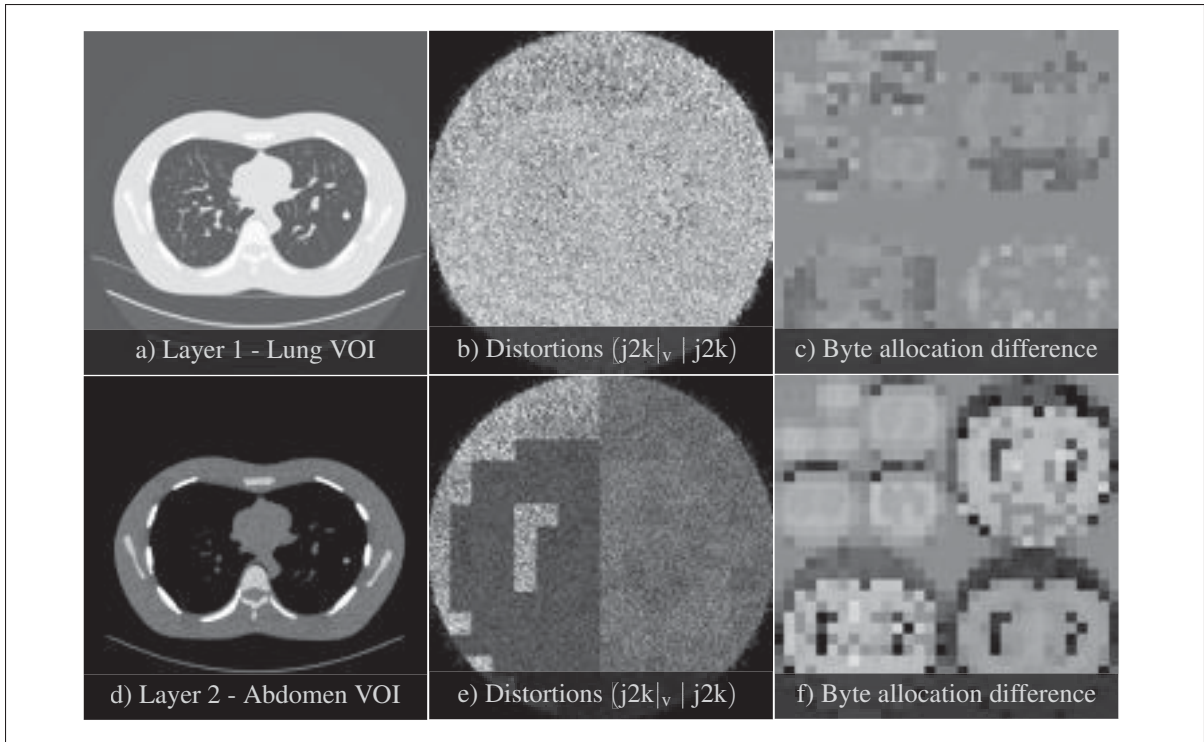 a) Layer 1 - Lung VOI
b) Distortions (j2k|ᵥ | j2k)
c) Byte allocation difference
d) Layer 2 - Abdomen VOI
e) Distortions (j2k|ᵥ | j2k)
f) Byte allocation difference